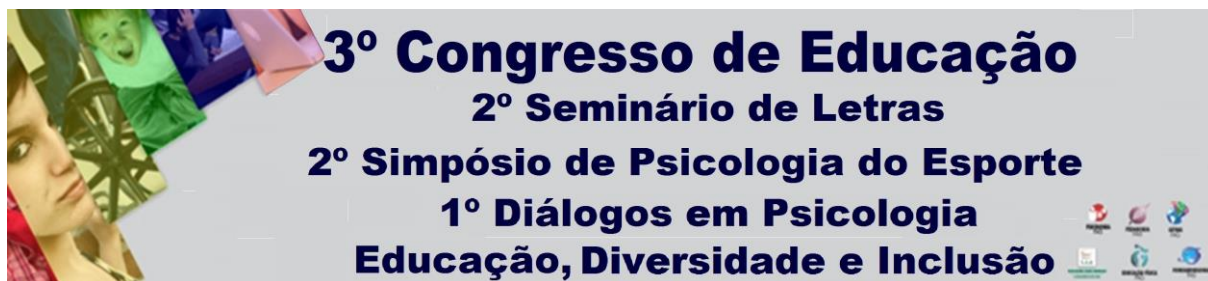 3º Congresso de Educação
2º Seminário de Letras
2º Simpósio de Psicologia do Esporte
1º Diálogos em Psicologia
Educação, Diversidade e Inclusão